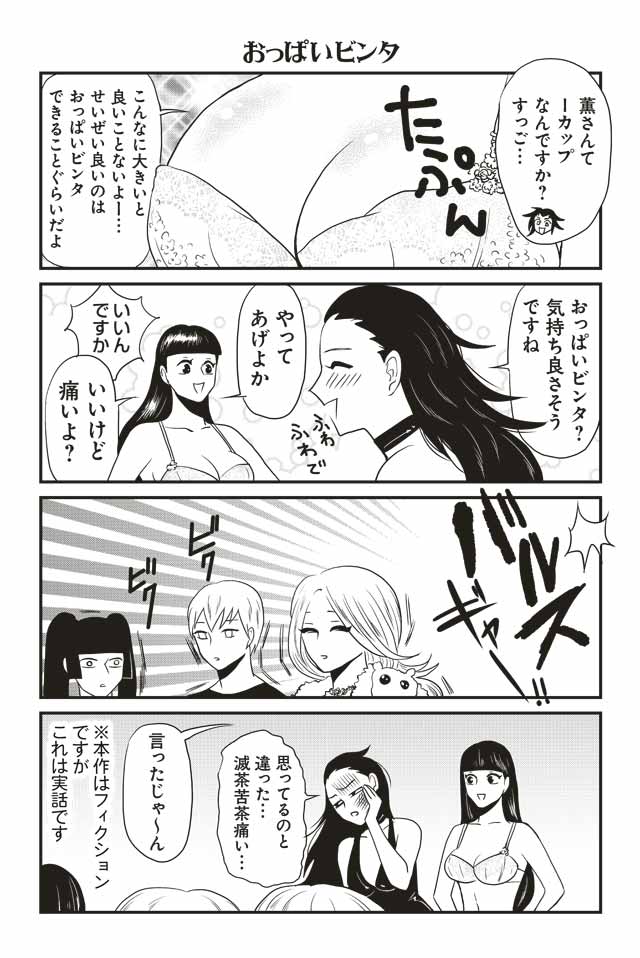 おっぱいビンタ
薫さんて
Iカップ
なんですか?
すっご…
たぷん
こんなに大きいと
良いことないよー…
せいぜい良いのは
おっぱいビンタ
できることぐらいだよ
おっぱいビンタ?
気持ち良さそう
ですね
ふわ
ふわで
やって
あげよか
いいん
ですか
いいけど
痛いよ?
バルス
ギャー!!
ビド
ビク
思ってるのと
違った…
滅茶苦茶痛い…
言ったじゃ〜ん
※本作はフィクション
ですが
これは実話です